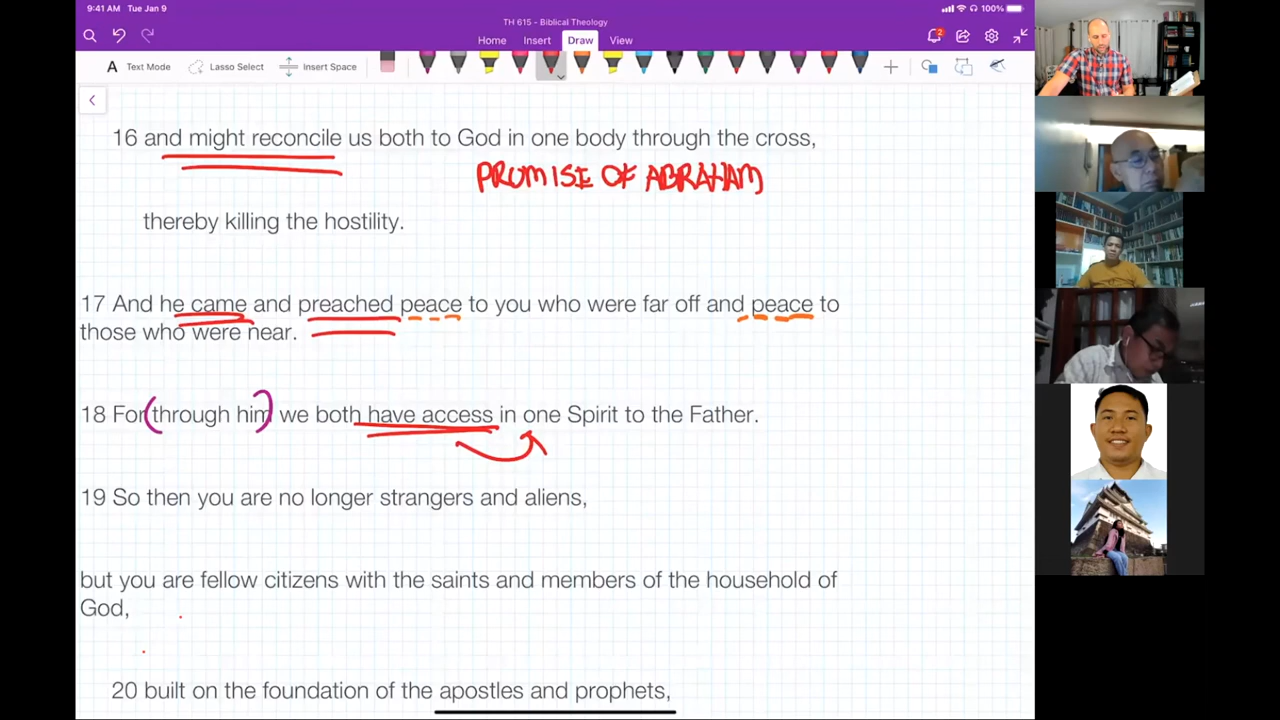 9:41 AM Tue Jan 9
100%
TH 615 - Biblical Theology
Home Insert Draw View
2
A Text Mode Lasso Select Insert Space
16 and might reconcile us both to God in one body through the cross,
PROMISE OF ABRAHAM
thereby killing the hostility.
17 And he came and preached peace to you who were far off and peace to
those who were near.
18 For (through him) we both have access in one Spirit to the Father.
19 So then you are no longer strangers and aliens,
but you are fellow citizens with the saints and members of the household of
God,
20 built on the foundation of the apostles and prophets,